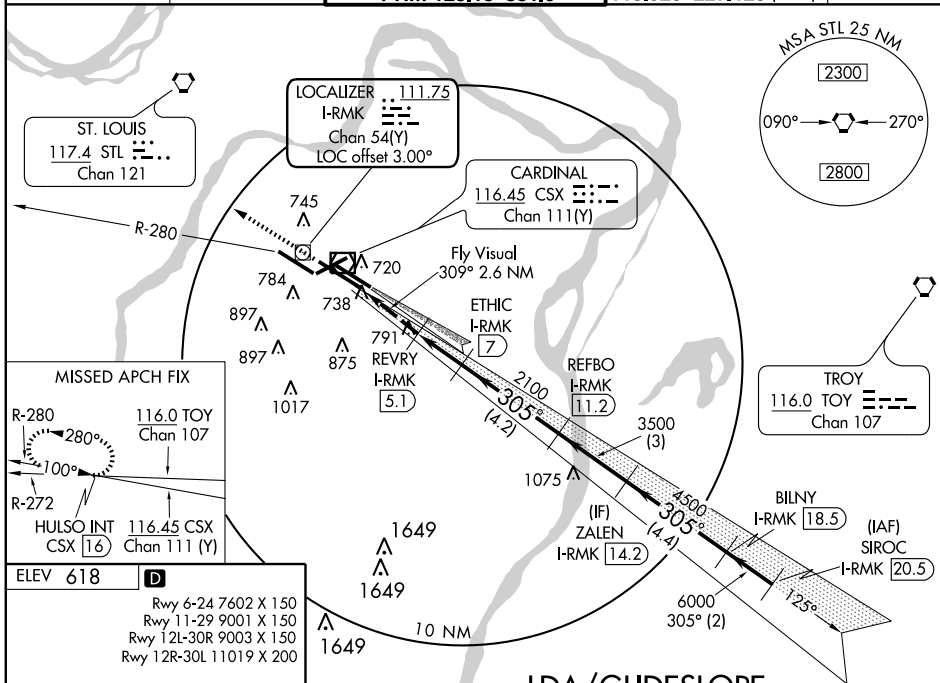 MSA STL 25 NM
2300
090°
270°
2800
LOCALIZER 111.75
I-RMK
Chan 54(Y)
LOC offset 3.00°
ST. LOUIS
117.4 STL
Chan 121
CARDINAL
116.45 CSX
Chan 111(Y)
R-280
745
720
Fly Visual
309° 2.6 NM
784
738
ETHIC
I-RMK
7
897
897
791
875
REVRY
I-RMK
5.1
1017
2100
305°
(4.2)
REFBO
I-RMK
11.2
3500
(3)
TROY
116.0 TOY
Chan 107
1075
4500
305°
(4.4)
BILNY
I-RMK 18.5
(IF)
ZALEN
I-RMK 14.2
(IAF)
SIROC
I-RMK 20.5
125°
6000
305° (2)
MISSED APCH FIX
R-280
116.0 TOY
Chan 107
280°
100°
R-272
HULSO INT
CSX 16
116.45 CSX
Chan 111 (Y)
1649
1649
1649
10 NM
ELEV 618 D
Rwy 6-24 7602 X 150
Rwy 11-29 9001 X 150
Rwy 12L-30R 9003 X 150
Rwy 12R-30L 11019 X 200